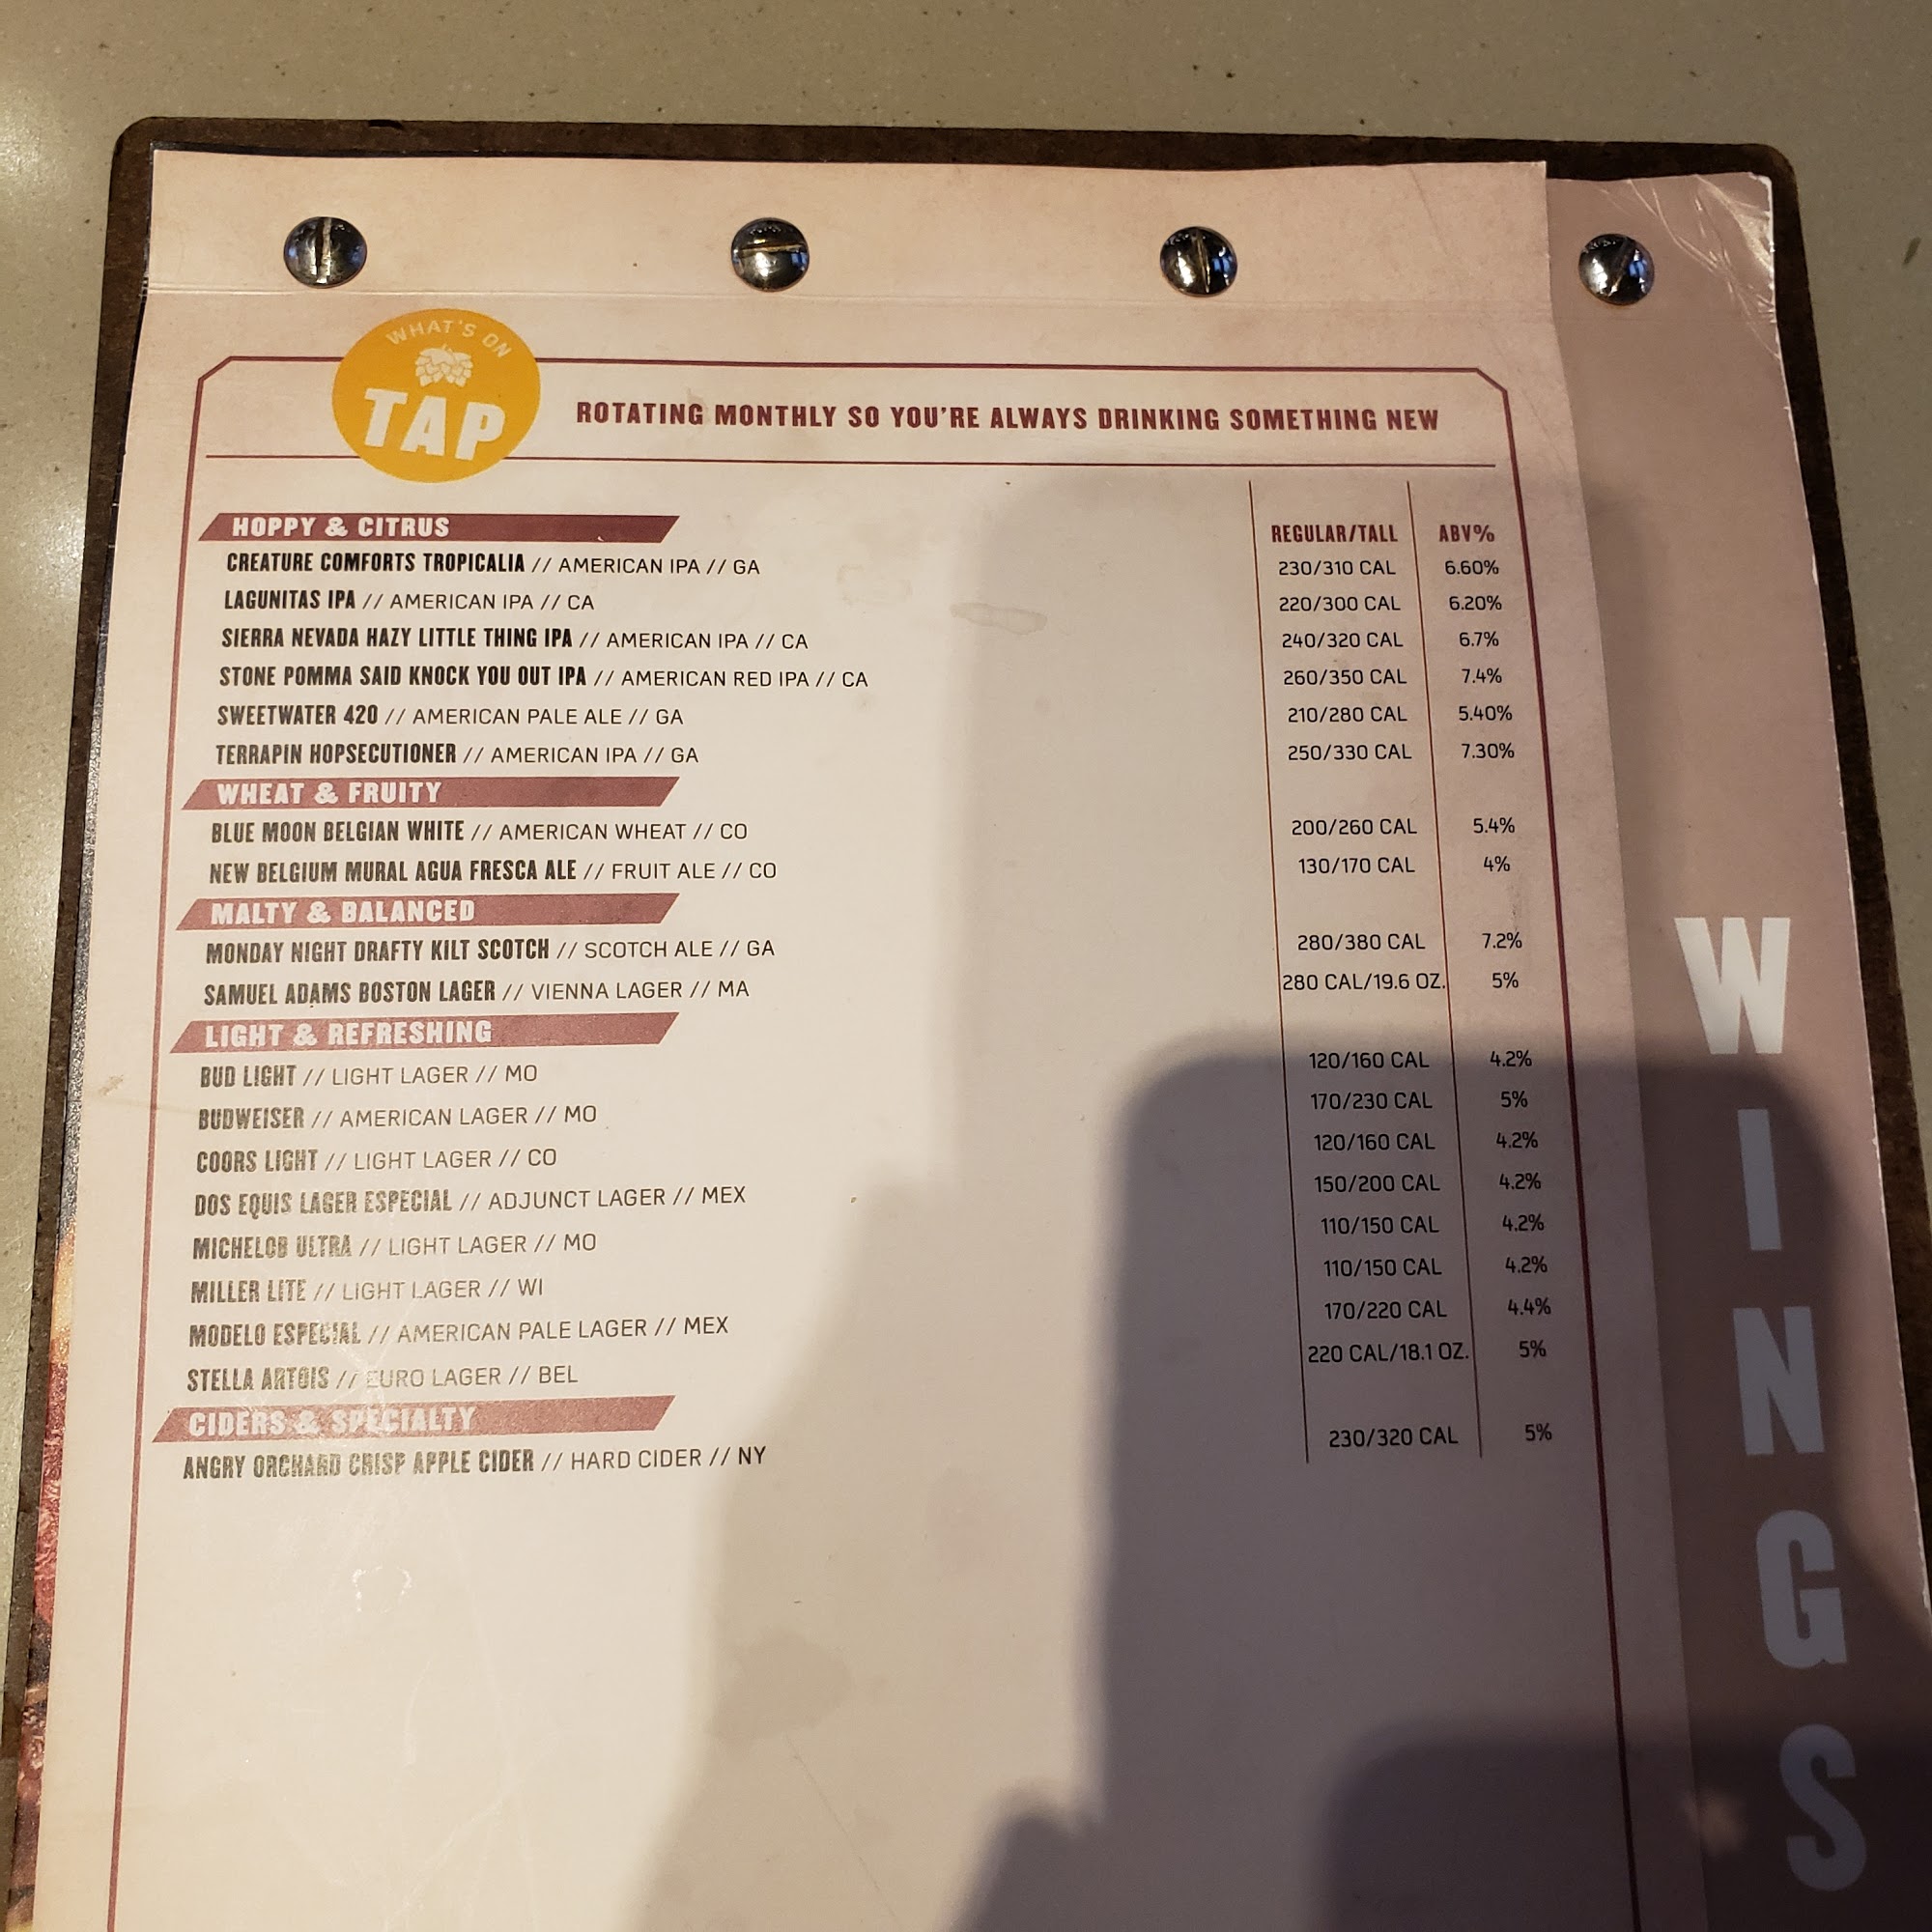 WHAT'S ON
TAP
ROTATING MONTHLY SO YOU'RE ALWAYS DRINKING SOMETHING NEW
HOPPY & CITRUS REGULAR/TALL ABV%
CREATURE COMFORTS TROPICALIA // AMERICAN IPA // GA 230/310 CAL 6.60%
LAGUNITAS IPA // AMERICAN IPA // CA 220/300 CAL 6.20%
SIERRA NEVADA HAZY LITTLE THING IPA // AMERICAN IPA // CA 240/320 CAL 6.7%
STONE POMMA SAID KNOCK YOU OUT IPA // AMERICAN RED IPA // CA 260/350 CAL 7.4%
SWEETWATER 420 // AMERICAN PALE ALE // GA 210/280 CAL 5.40%
TERRAPIN HOPSECUTIONER // AMERICAN IPA // GA 250/330 CAL 7.30%
WHEAT & FRUITY
BLUE MOON BELGIAN WHITE // AMERICAN WHEAT // CO 200/260 CAL 5.4%
NEW BELGIUM MURAL AGUA FRESCA ALE // FRUIT ALE // CO 130/170 CAL 4%
MALTY & BALANCED
MONDAY NIGHT DRAFTY KILT SCOTCH // SCOTCH ALE // GA 280/380 CAL 7.2%
SAMUEL ADAMS BOSTON LAGER // VIENNA LAGER // MA 280 CAL/19.6 OZ. 5%
LIGHT & REFRESHING
BUD LIGHT // LIGHT LAGER // MO 120/160 CAL 4.2%
BUDWEISER // AMERICAN LAGER // MO 170/230 CAL 5%
COORS LIGHT // LIGHT LAGER // CO 120/160 CAL 4.2%
DOS EQUIS LAGER ESPECIAL // ADJUNCT LAGER // MEX 150/200 CAL 4.2%
MICHELOB ULTRA // LIGHT LAGER // MO 110/150 CAL 4.2%
MILLER LITE // LIGHT LAGER // WI 110/150 CAL 4.2%
MODELO ESPECIAL // AMERICAN PALE LAGER // MEX 170/220 CAL 4.4%
STELLA ARTOIS // EURO LAGER // BEL 220 CAL/18.1 OZ. 5%
CIDERS & SPECIALTY
ANGRY ORCHARD CRISP APPLE CIDER // HARD CIDER // NY 230/320 CAL 5%
WINGS